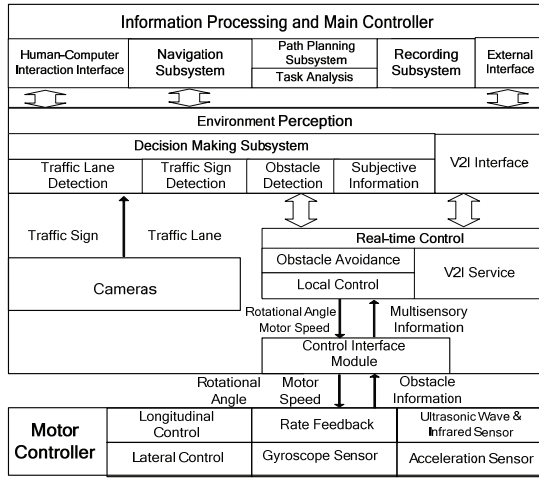 Information Processing and Main Controller
Human-Computer
Interaction Interface
Navigation
Subsystem
Path Planning
Subsystem
Task Analysis
Recording
Subsystem
External
Interface
Environment Perception
Decision Making Subsystem
V2I Interface
Traffic Lane
Detection
Traffic Sign
Detection
Obstacle
Detection
Subjective
Information
Traffic Sign
Traffic Lane
Cameras
Real-time Control
Obstacle Avoidance
Local Control
V2I Service
Rotational Angle
Motor Speed
Multisensory
Information
Control Interface
Module
Rotational
Angle
Motor
Speed
Obstacle
Information
Motor
Controller
Longitudinal
Control
Rate Feedback
Ultrasonic Wave &
Infrared Sensor
Lateral Control
Gyroscope Sensor
Acceleration Sensor